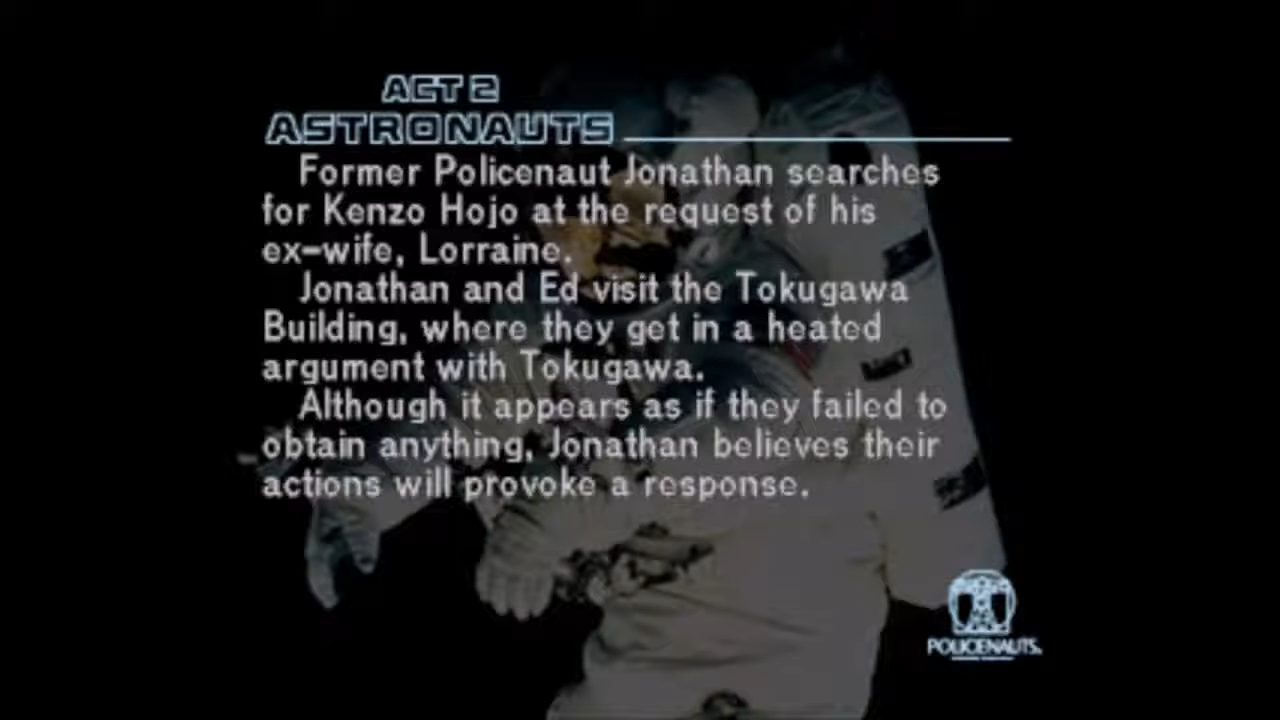 ACT 2
ASTRONAUTS
Former Policenaut Jonathan searches
for Kenzo Hojo at the request of his
ex-wife, Lorraine.
Jonathan and Ed visit the Tokugawa
Building, where they get in a heated
argument with Tokugawa.
Although it appears as if they failed to
obtain anything, Jonathan believes their
actions will provoke a response.
POLICENAUTS